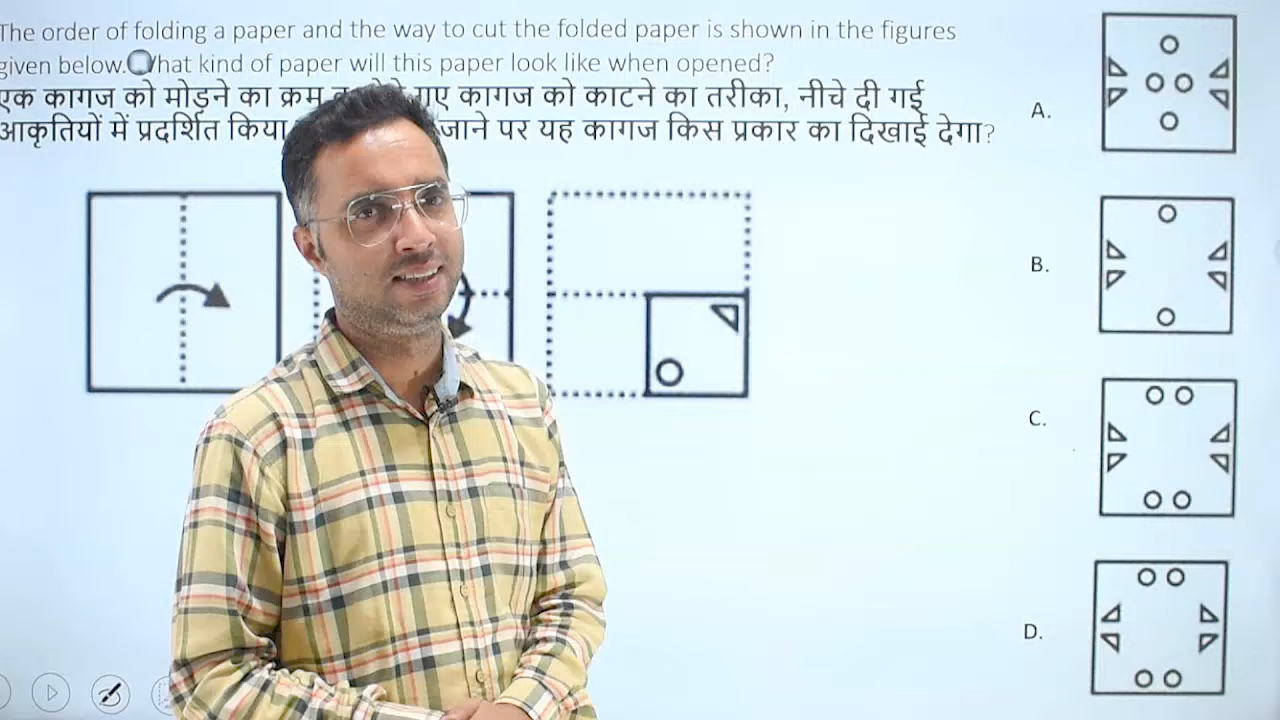 The order of folding a paper and the way to cut the folded paper is shown in the figures
given below. What kind of paper will this paper look like when opened?
एक कागज को मोड़ने का क्रम गए कागज को काटने का तरीका, नीचे दी गई
आकृतियों में प्रदर्शित किया जाने पर यह कागज किस प्रकार का दिखाई देगा?
A.
B.
C.
D.